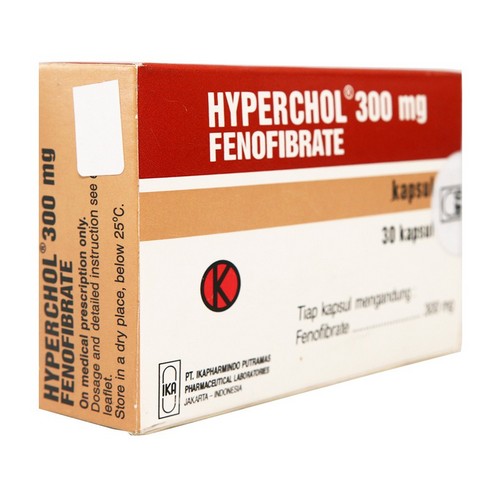 HYPERCHOL® 300 mg
FENOFIBRATE
kapsul
30 kapsul
K
Tiap kapsul mengandung
Fenofibrate 300 mg
IKA
PT. IKAPHARMINDO PUTRAMAS
PHARMACEUTICAL LABORATORIES
JAKARTA - INDONESIA
HYPERCHOL® 300 mg
FENOFIBRATE
On medical prescription only.
Dosage and detailed instruction see
leaflet.
Store in a dry place, below 25°C.